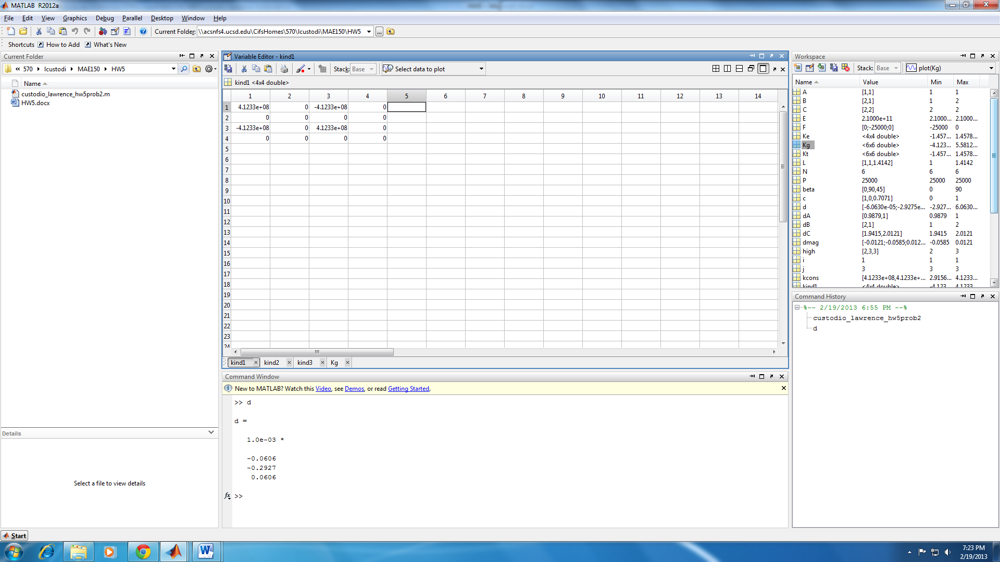 MATLAB R2012a
File Edit View Graphics Debug Parallel Desktop Window Help
Current Folder: \\acsnfs4.ucsd.edu\CifsHomes\570\lcustodi\MAE150\HW5 ...
Shortcuts How to Add What's New
Current Folder
« 570 lcustodi MAE150 HW5
Name
custodio_lawrence_hw5prob2.m
HW5.docx
Details
Select a file to view details
Variable Editor - kind1
Stack: Base Select data to plot
kind1 <4x4 double>
1 2 3 4 5 6 7 8 9 10 11 12 13 14
1 4.1233e+08 0 -4.1233e+08 0
2 0 0 0 0
3 -4.1233e+08 0 4.1233e+08 0
4 0 0 0 0
5
6
7
8
9
10
11
12
13
14
15
16
17
18
19
20
21
22
23
24
kind1 kind2 kind3 Kg
Command Window
New to MATLAB? Watch this Video, see Demos, or read Getting Started.
>> d
d =
1.0e-03 *
-0.0606
-0.2927
0.0606
fx >>
Workspace
Stack: Base plot(Kg)
Name Value Min Max
A [1,1] 1 1
B [2,1] 1 2
C [2,2] 2 2
E 2.1000e+11 2.1000... 2.1000...
F [0;-25000;0] -25000 0
Ke <4x4 double> -1.457... 1.4578...
Kg <6x6 double> -4.123... 5.5812...
Kt <6x6 double> -1.457... 1.4578...
L [1,1,1.4142] 1 1.4142
N 6 6 6
P 25000 25000 25000
beta [0,90,45] 0 90
c [1,0,0.7071] 0 1
d [-6.0630e-05;-2.9275e... -2.927... 6.0630...
dA [0.9879,1] 0.9879 1
dB [2,1] 1 2
dC [1.9415,2.0121] 1.9415 2.0121
dmag [-0.0121;-0.0585;0.012... -0.0585 0.0121
high [2,3,3] 2 3
i 1 1 1
j 3 3 3
kcons [4.1233e+08,4.1233e+... 2.9156... 4.1233...
kind1 <4x4 double> -4.123... 4.1233...
Command History
%-- 2/19/2013 6:55 PM --%
custodio_lawrence_hw5prob2
d
Start
7:23 PM
2/19/2013